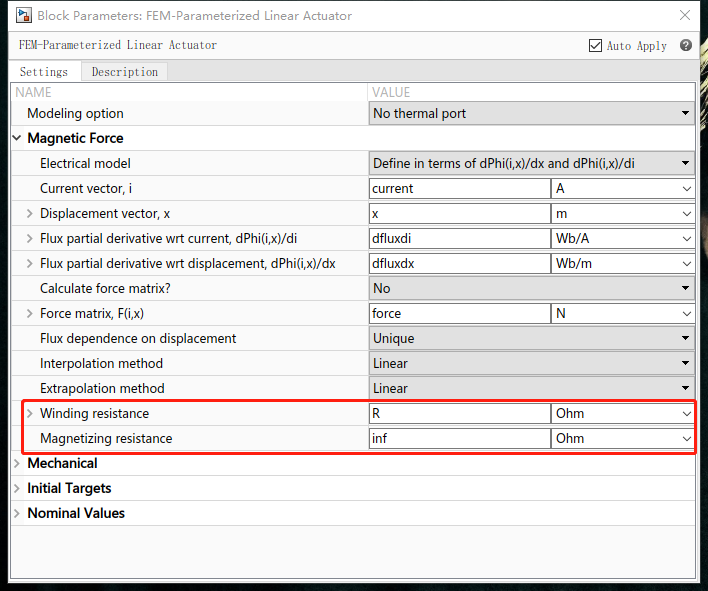 Block Parameters: FEM-Parameterized Linear Actuator
FEM-Parameterized Linear Actuator
Auto Apply
Settings Description
NAME VALUE
Modeling option No thermal port
Magnetic Force
Electrical model Define in terms of dPhi(i,x)/dx and dPhi(i,x)/di
Current vector, i current A
Displacement vector, x x m
Flux partial derivative wrt current, dPhi(i,x)/di dfluxdi Wb/A
Flux partial derivative wrt displacement, dPhi(i,x)/dx dfluxdx Wb/m
Calculate force matrix? No
Force matrix, F(i,x) force N
Flux dependence on displacement Unique
Interpolation method Linear
Extrapolation method Linear
Winding resistance R Ohm
Magnetizing resistance inf Ohm
Mechanical
Initial Targets
Nominal Values